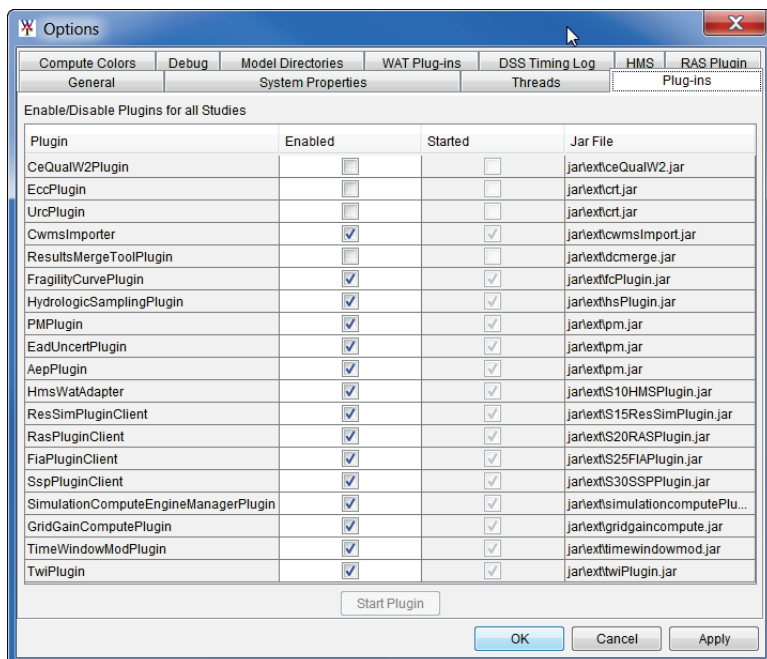 Options
Compute Colors Debug Model Directories WAT Plug-ins DSS Timing Log HMS RAS Plugin
General System Properties Threads Plug-ins
Enable/Disable Plugins for all Studies
Plugin Enabled Started Jar File
CeQualW2Plugin jar\ext\ceQualW2.jar
EccPlugin jar\ext\crt.jar
UrcPlugin jar\ext\crt.jar
CwmsImporter jar\ext\cwmsImport.jar
ResultsMergeToolPlugin jar\ext\dcmerge.jar
FragilityCurvePlugin jar\ext\fcPlugin.jar
HydrologicSamplingPlugin jar\ext\hsPlugin.jar
PMPlugin jar\ext\pm.jar
EadUncertPlugin jar\ext\pm.jar
AepPlugin jar\ext\pm.jar
HmsWatAdapter jar\ext\S10HMSPlugin.jar
ResSimPluginClient jar\ext\S15ResSimPlugin.jar
RasPluginClient jar\ext\S20RASPlugin.jar
FiaPluginClient jar\ext\S25FIAPlugin.jar
SspPluginClient jar\ext\S30SSPPlugin.jar
SimulationComputeEngineManagerPlugin jar\ext\simulationcomputePlu...
GridGainComputePlugin jar\ext\gridgaincompute.jar
TimeWindowModPlugin jar\ext\timewindowmod.jar
TwiPlugin jar\ext\twiPlugin.jar
Start Plugin
OK Cancel Apply